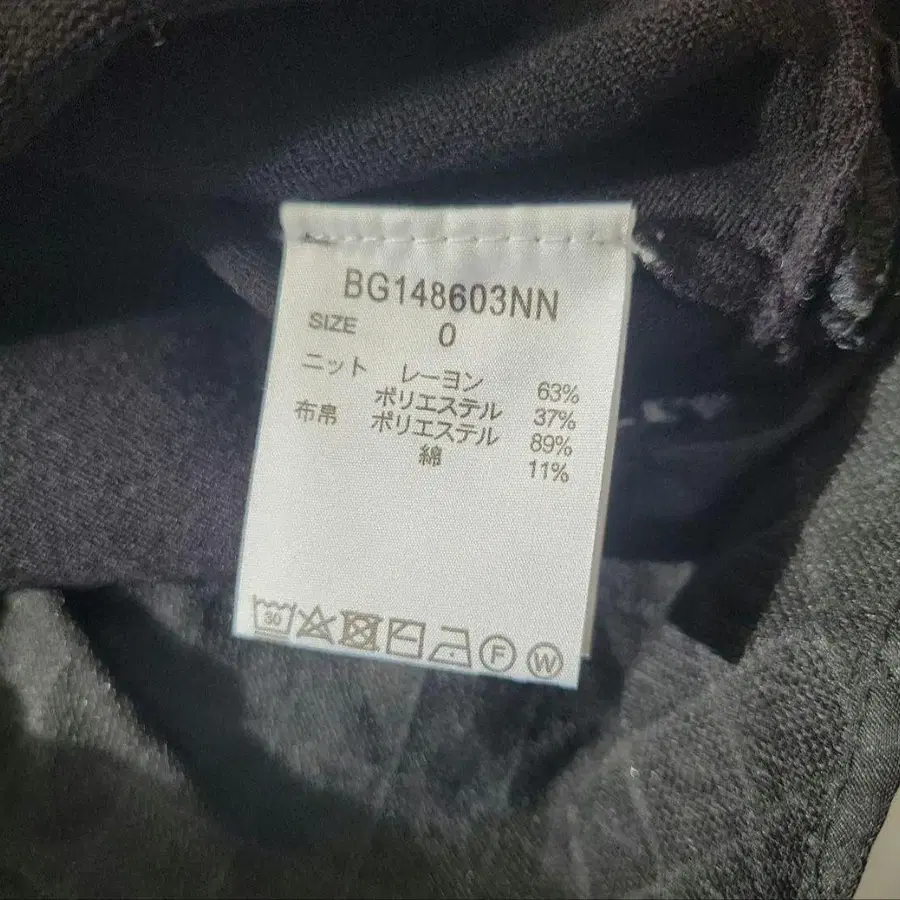 BG148603NN
SIZE 0
ニット レーヨン 63%
ポリエステル 37%
布帛 ポリエステル 89%
綿 11%
30 F W